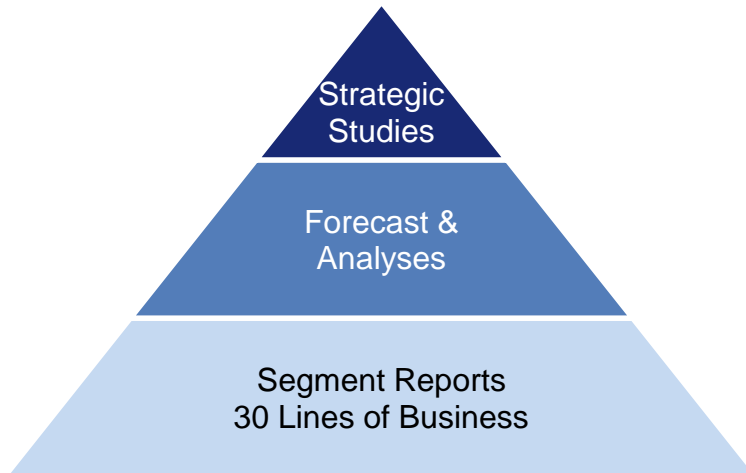 Strategic
Studies
Forecast &
Analyses
Segment Reports
30 Lines of Business